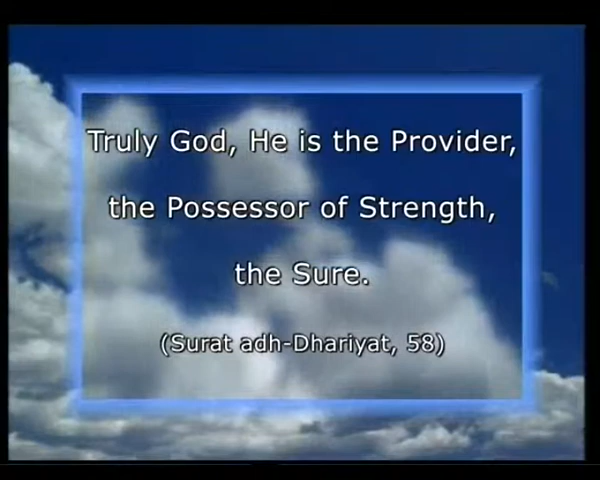 Truly God, He is the Provider,
the Possessor of Strength,
the Sure.
(Surat adh-Dhariyat, 58)